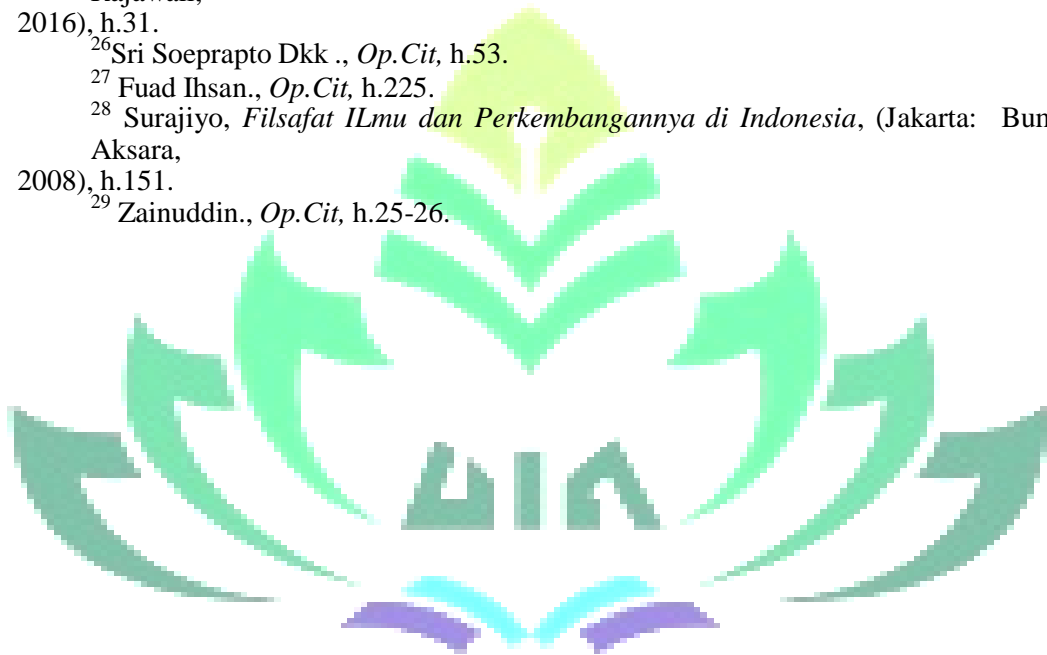 2016), h.31.
26Sri Soeprapto Dkk ., Op.Cit, h.53.
27 Fuad Ihsan., Op.Cit, h.225.
28 Surajiyo, Filsafat ILmu dan Perkembangannya di Indonesia, (Jakarta: Bum
Aksara,
2008), h.151.
29 Zainuddin., Op.Cit, h.25-26.